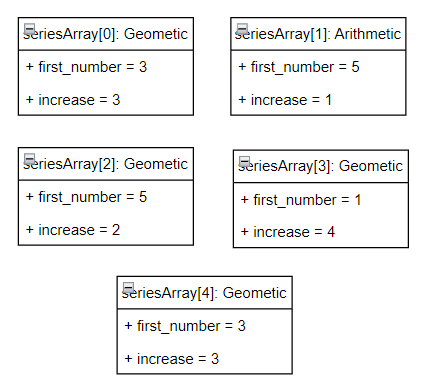 seriesArray[0]: Geometic
+ first_number = 3
+ increase = 3
seriesArray[1]: Arithmetic
+ first_number = 5
+ increase = 1
seriesArray[2]: Geometic
+ first_number = 5
+ increase = 2
seriesArray[3]: Geometic
+ first_number = 1
+ increase = 4
seriesArray[4]: Geometic
+ first_number = 3
+ increase = 3